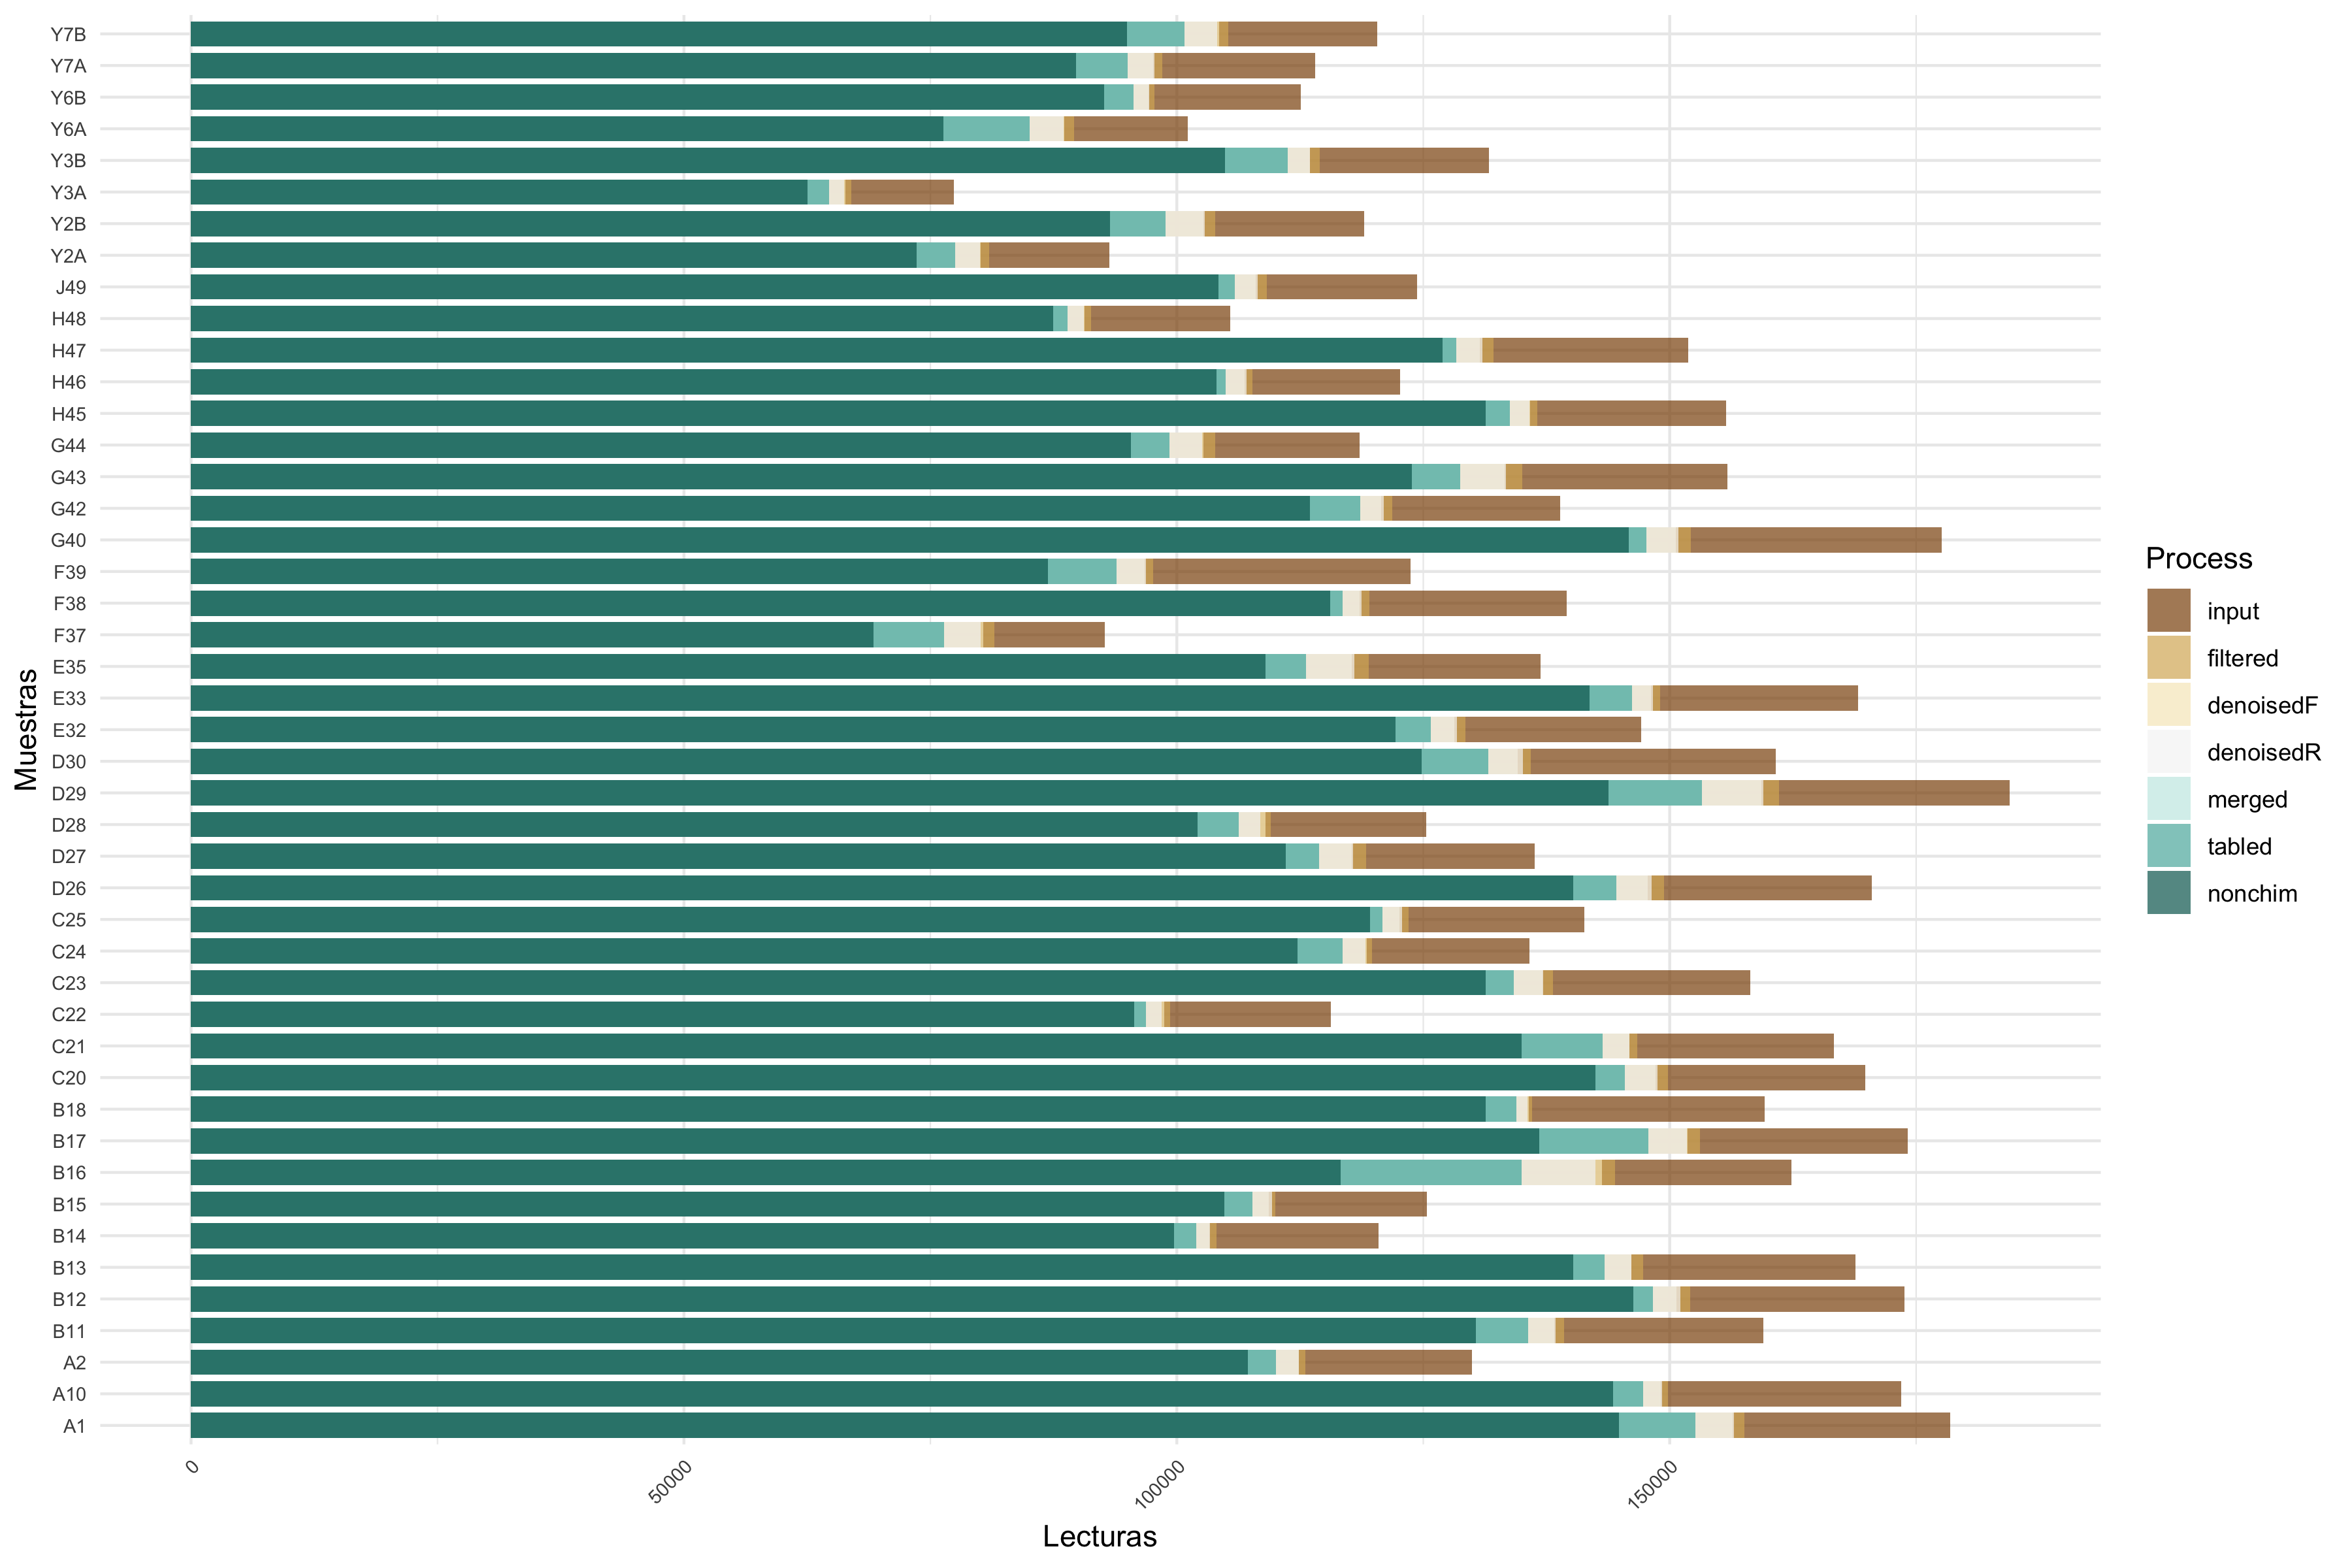 Y7B
Y7A
Y6B
Y6A
Y3B
Y3A
Y2B
Y2A
J49
H48
H47
H46
H45
G44
G43
G42
G40
F39
F38
F37
E35
E33
E32
D30
D29
D28
D27
D26
C25
C24
C23
C22
C21
C20
B18
B17
B16
B15
B14
B13
B12
B11
A2
A10
A1
Muestras
0
50000
100000
150000
Lecturas
Process
input
filtered
denoisedF
denoisedR
merged
tabled
nonchim